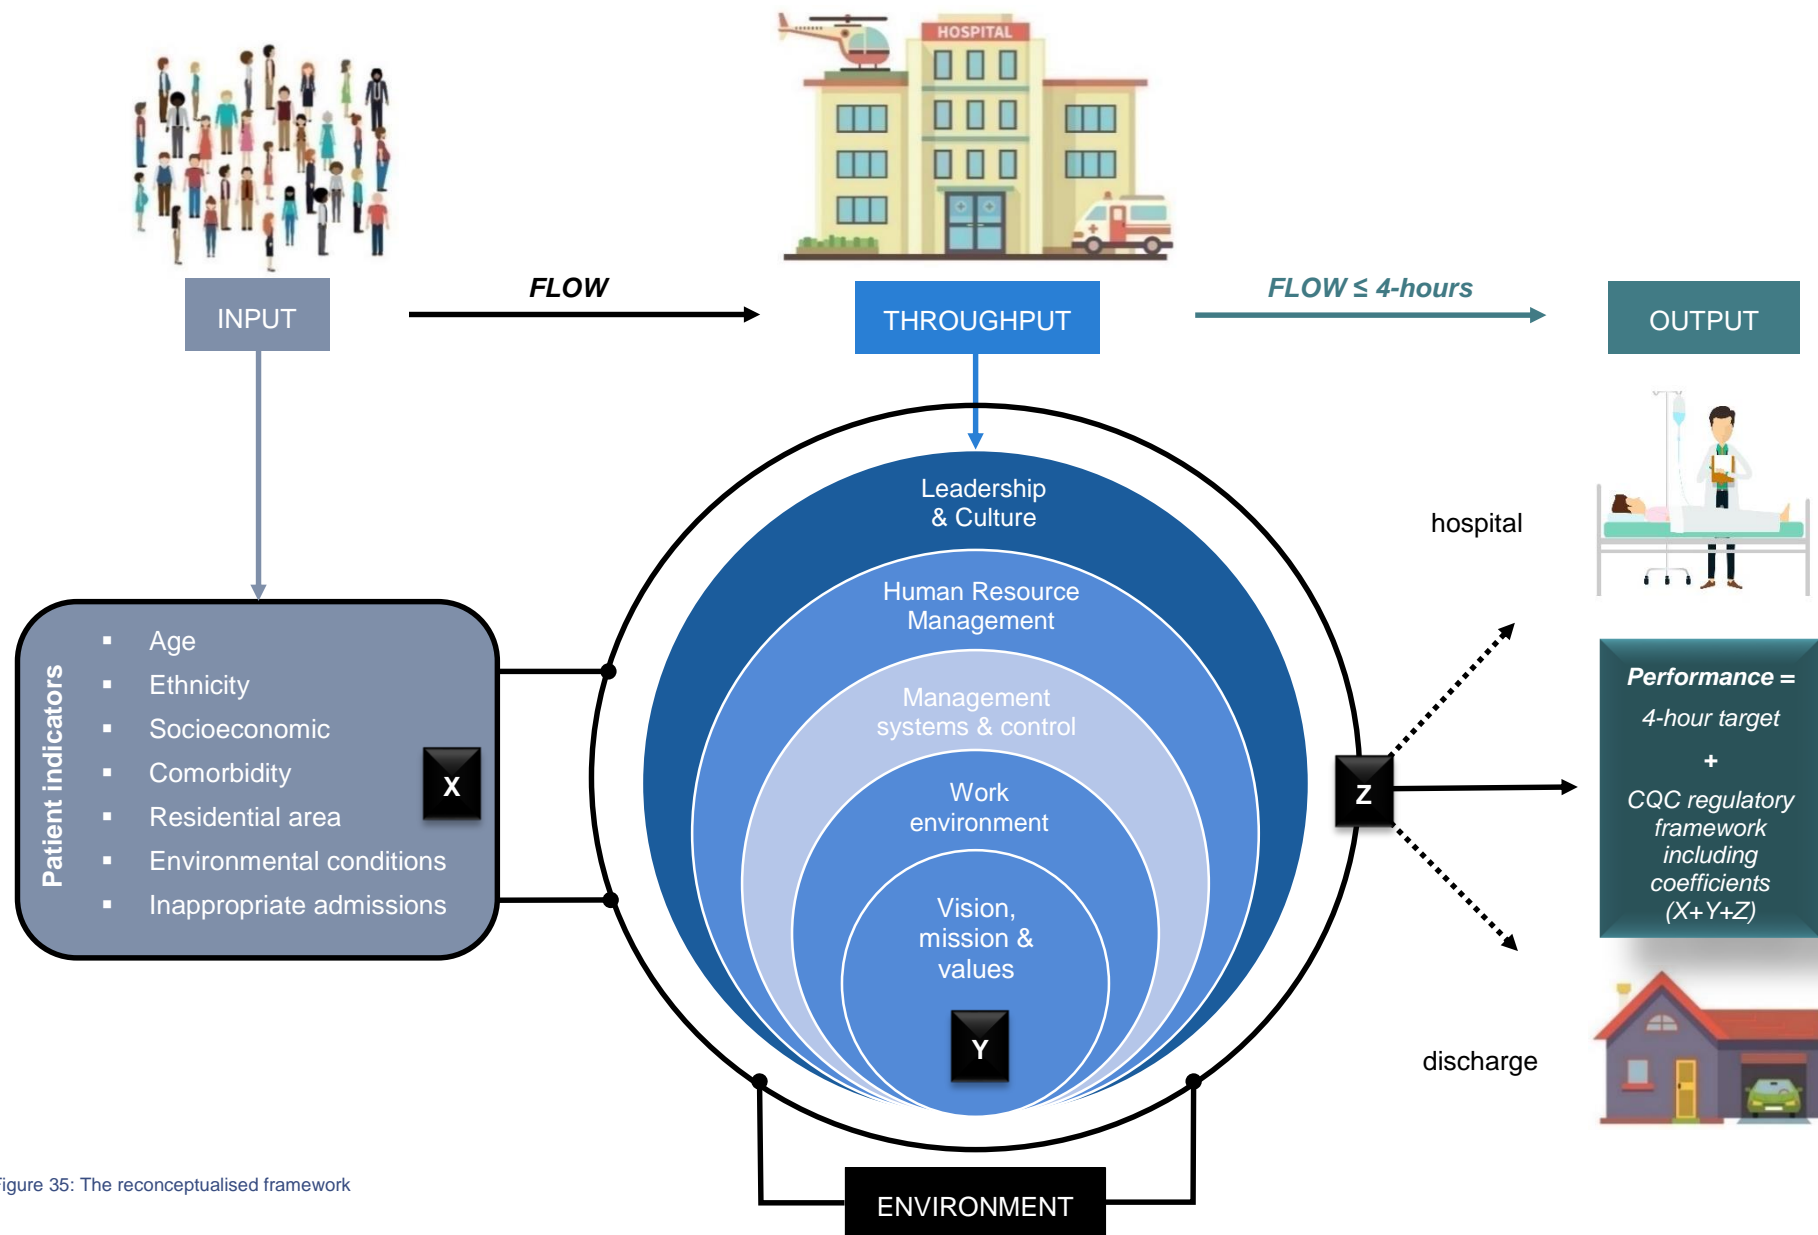 HOSPITAL
INPUT
FLOW
THROUGHPUT
FLOW ≤ 4-hours
OUTPUT
Patient indicators
▪ Age
▪ Ethnicity
▪ Socioeconomic
▪ Comorbidity
▪ Residential area
▪ Environmental conditions
▪ Inappropriate admissions
X
Leadership
& Culture
Human Resource
Management
Management
systems & control
Work
environment
Vision,
mission &
values
Y
Z
hospital
Performance =
4-hour target
+
CQC regulatory
framework
including
coefficients
(X+Y+Z)
discharge
ENVIRONMENT
igure 35: The reconceptualised framework